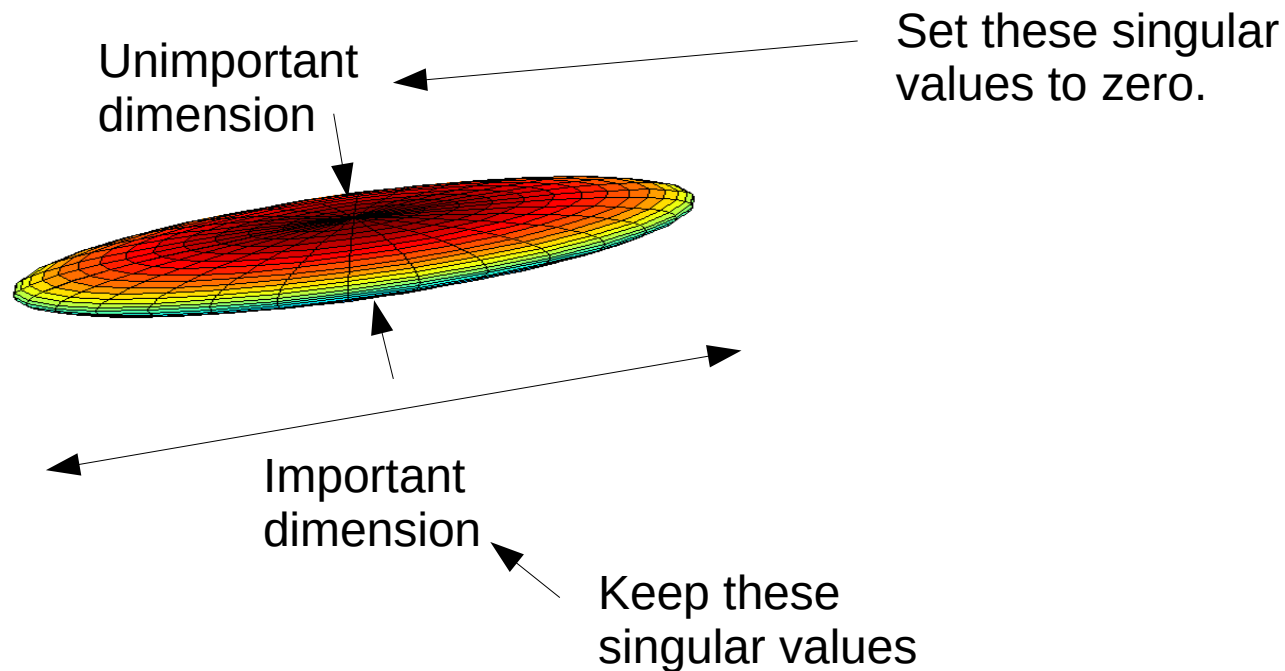 Unimportant
dimension
Set these singular
values to zero.
Important
dimension
Keep these
singular values